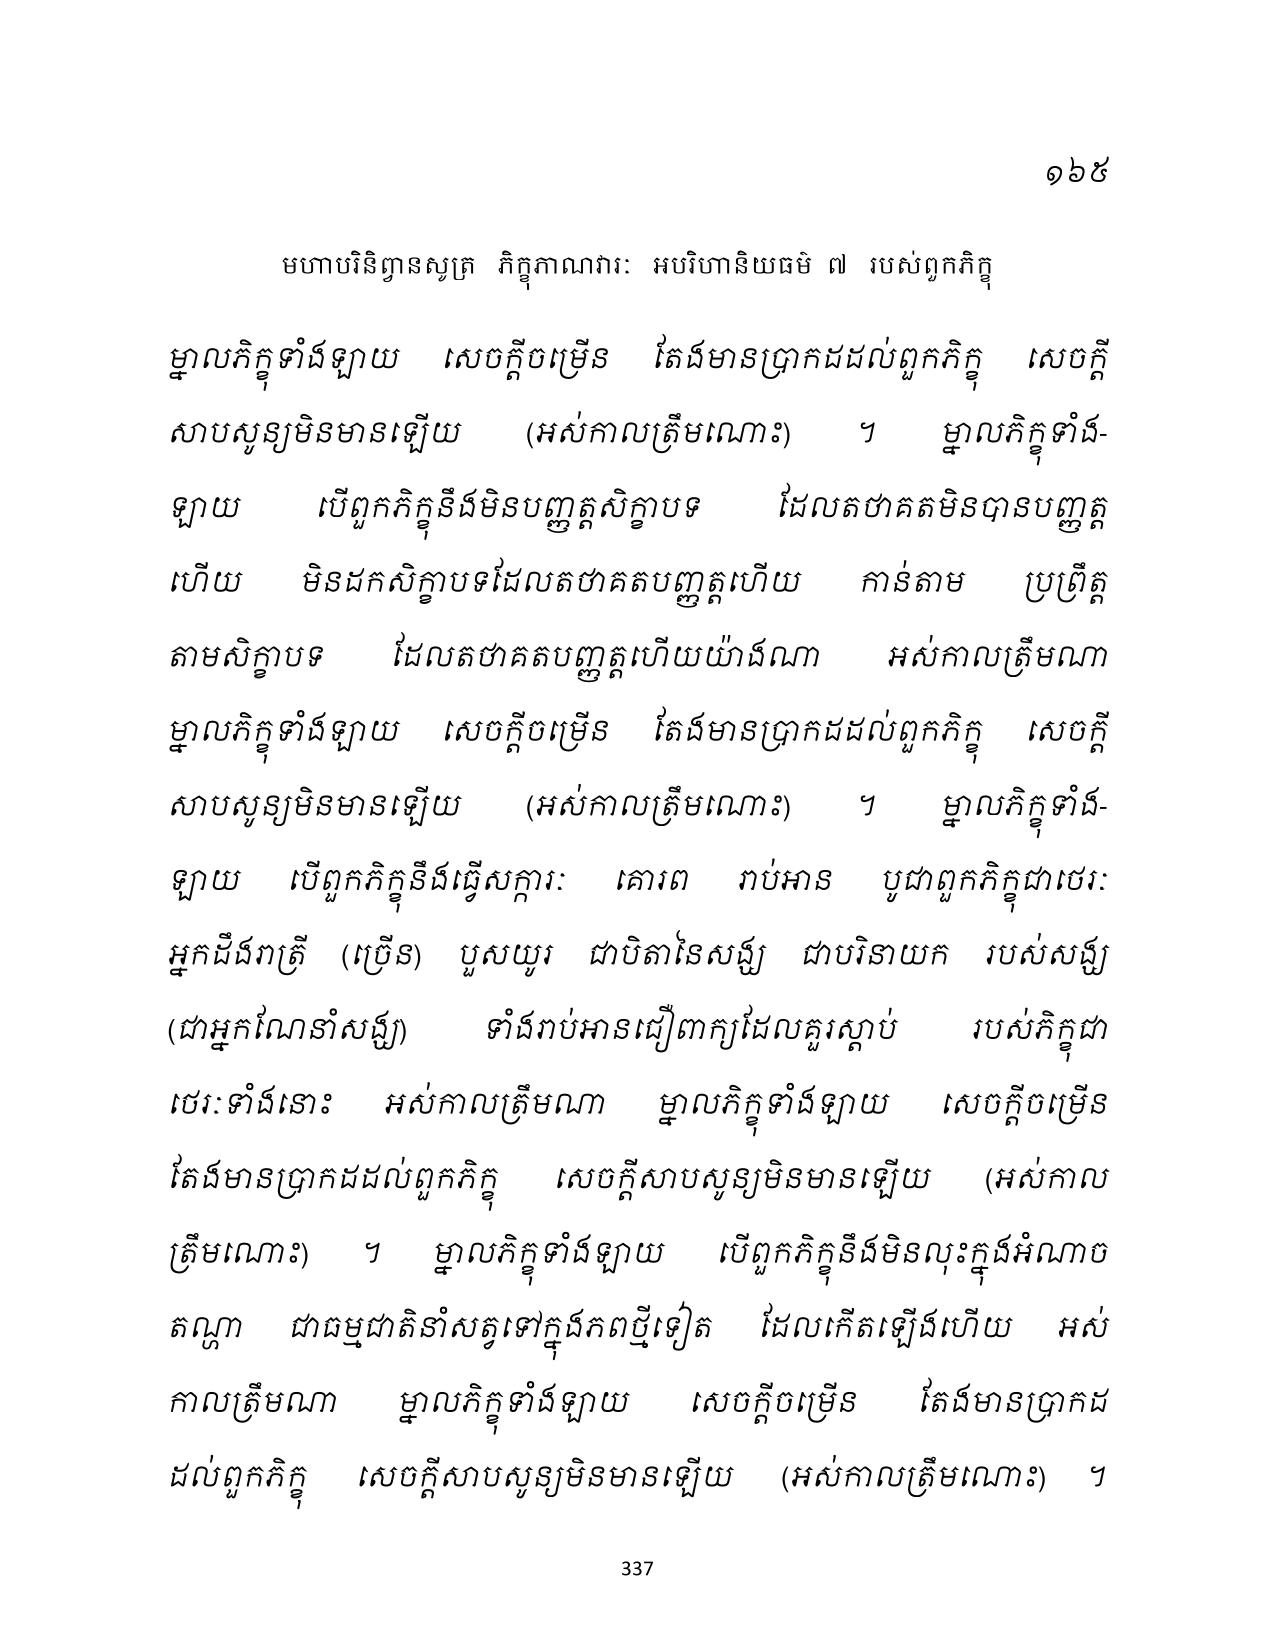 ១៦៥
មហាបរិនិព្វានសូត្រ ភិក្ខុភាណវារៈ អបរិហានិយធម៌ ៧ របស់ពួកភិក្ខុ
ម្នាលភិក្ខុទាំងឡាយ សេចក្តីចម្រើន តែងមានប្រាកដដល់ពួកភិក្ខុ សេចក្តី
សាបសូន្យមិនមានឡើយ (អស់កាលត្រឹមណោះ) ។ ម្នាលភិក្ខុទាំង-
ឡាយ បើពួកភិក្ខុនឹងមិនបញ្ញត្តសិក្ខាបទ ដែលតថាគតមិនបានបញ្ញត្ត
ហើយ មិនដកសិក្ខាបទដែលតថាគតបញ្ញត្តហើយ កាន់តាម ប្រព្រឹត្ត
តាមសិក្ខាបទ ដែលតថាគតបញ្ញត្តហើយយ៉ាងណា អស់កាលត្រឹមណា
ម្នាលភិក្ខុទាំងឡាយ សេចក្តីចម្រើន តែងមានប្រាកដដល់ពួកភិក្ខុ សេចក្តី
សាបសូន្យមិនមានឡើយ (អស់កាលត្រឹមណោះ) ។ ម្នាលភិក្ខុទាំង-
ឡាយ បើពួកភិក្ខុនឹងធ្វើសក្ការៈ គោរព រាប់អាន បូជាពួកភិក្ខុជាថេរៈ
អ្នកដឹងរាត្រី (ច្រើន) បួសយូរ ជាបិតានៃសង្ឃ ជាបរិនាយក របស់សង្ឃ
(ជាអ្នកណែនាំសង្ឃ) ទាំងរាប់អានជឿពាក្យដែលគួរស្តាប់ របស់ភិក្ខុជា
ថេរៈទាំងនោះ អស់កាលត្រឹមណា ម្នាលភិក្ខុទាំងឡាយ សេចក្តីចម្រើន
តែងមានប្រាកដដល់ពួកភិក្ខុ សេចក្តីសាបសូន្យមិនមានឡើយ (អស់កាល
ត្រឹមណោះ) ។ ម្នាលភិក្ខុទាំងឡាយ បើពួកភិក្ខុនឹងមិនលុះក្នុងអំណាច
តណ្ហា ជាធម្មជាតិនាំសត្វទៅក្នុងភពថ្មីទៀត ដែលកើតឡើងហើយ អស់
កាលត្រឹមណា ម្នាលភិក្ខុទាំងឡាយ សេចក្តីចម្រើន តែងមានប្រាកដ
ដល់ពួកភិក្ខុ សេចក្តីសាបសូន្យមិនមានឡើយ (អស់កាលត្រឹមណោះ) ។
337